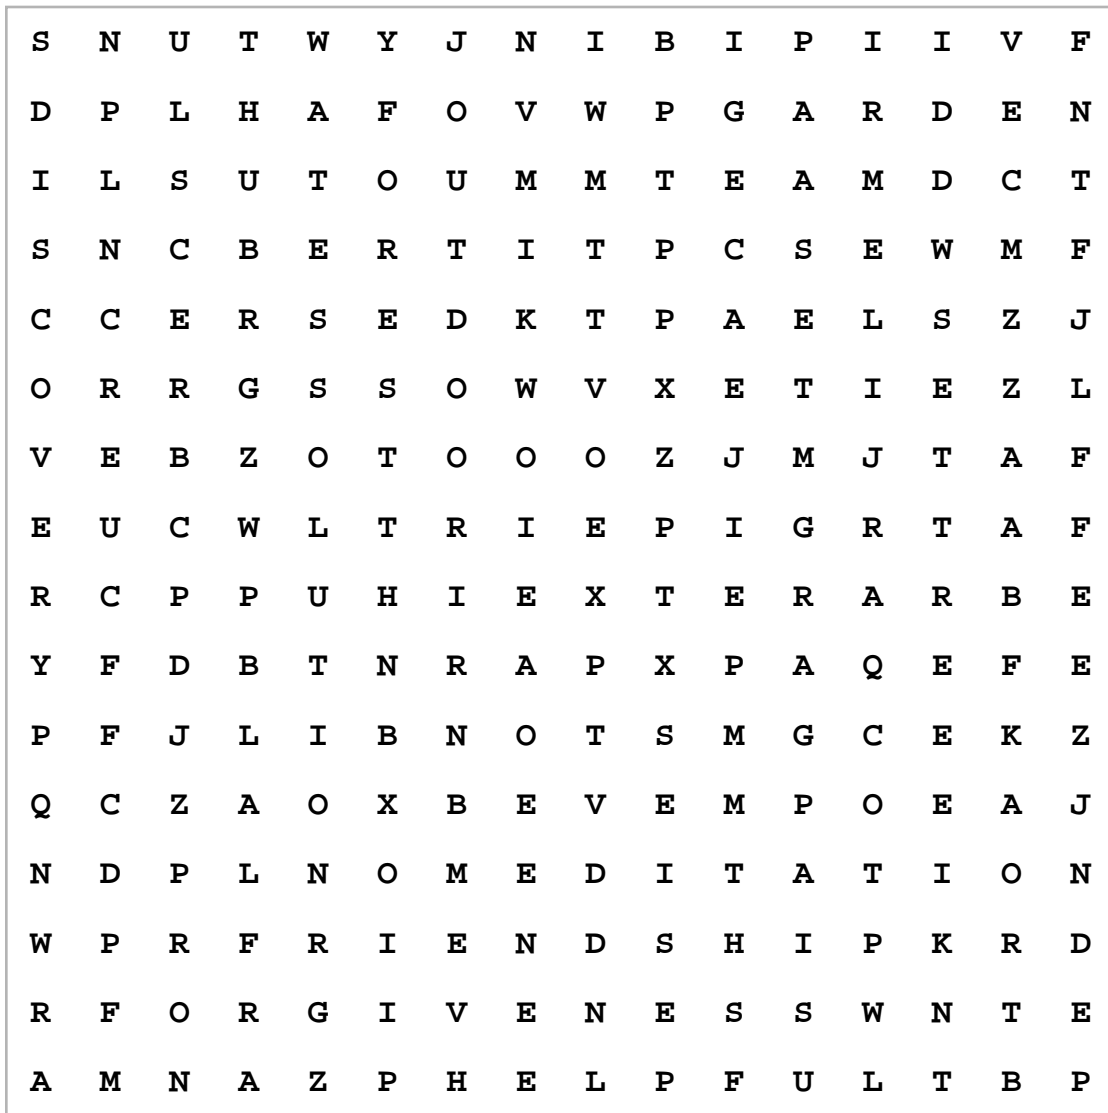 S N U T W Y J N I B I P I I V F
D P L H A F O V W P G A R D E N
I L S U T O U M M T E A M D C T
S N C B E R T I T P C S E W M F
C C E R S E D K T P A E L S Z J
O R R G S S O W V X E T I E Z L
V E B Z O T O O O Z J M J T A F
E U C W L T R I E P I G R T A F
R C P P U H I E X T E R A R B E
Y F D B T N R A P X P A Q E F E
P F J L I B N O T S M G C E K Z
Q C Z A O X B E V E M P O E A J
N D P L N O M E D I T A T I O N
W P R F R I E N D S H I P K R D
R F O R G I V E N E S S W N T E
A M N A Z P H E L P F U L T B P